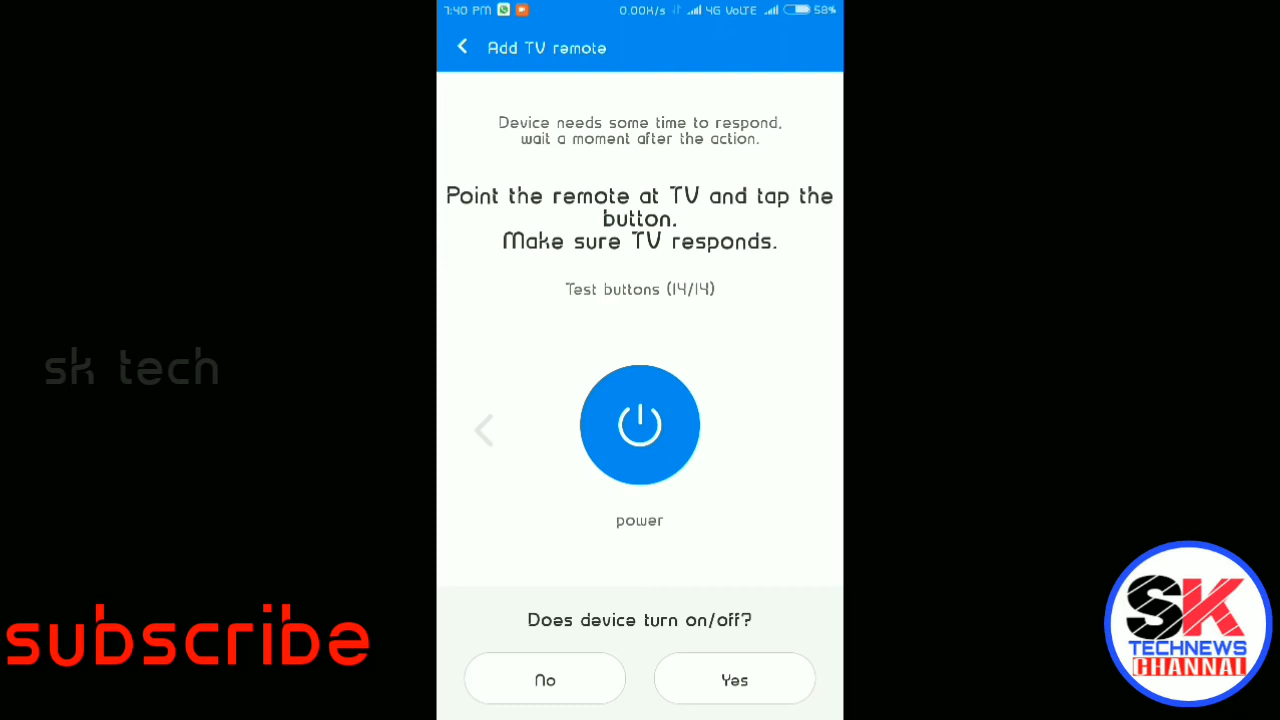 7:40 PM
0.00K/s 4G VoLTE 58%
Add TV remote
Device needs some time to respond,
wait a moment after the action.
Point the remote at TV and tap the
button.
Make sure TV responds.
Test buttons (14/14)
sk tech
power
Does device turn on/off?
No
Yes
subscribe
SK
TECHNEWS
CHANNAL